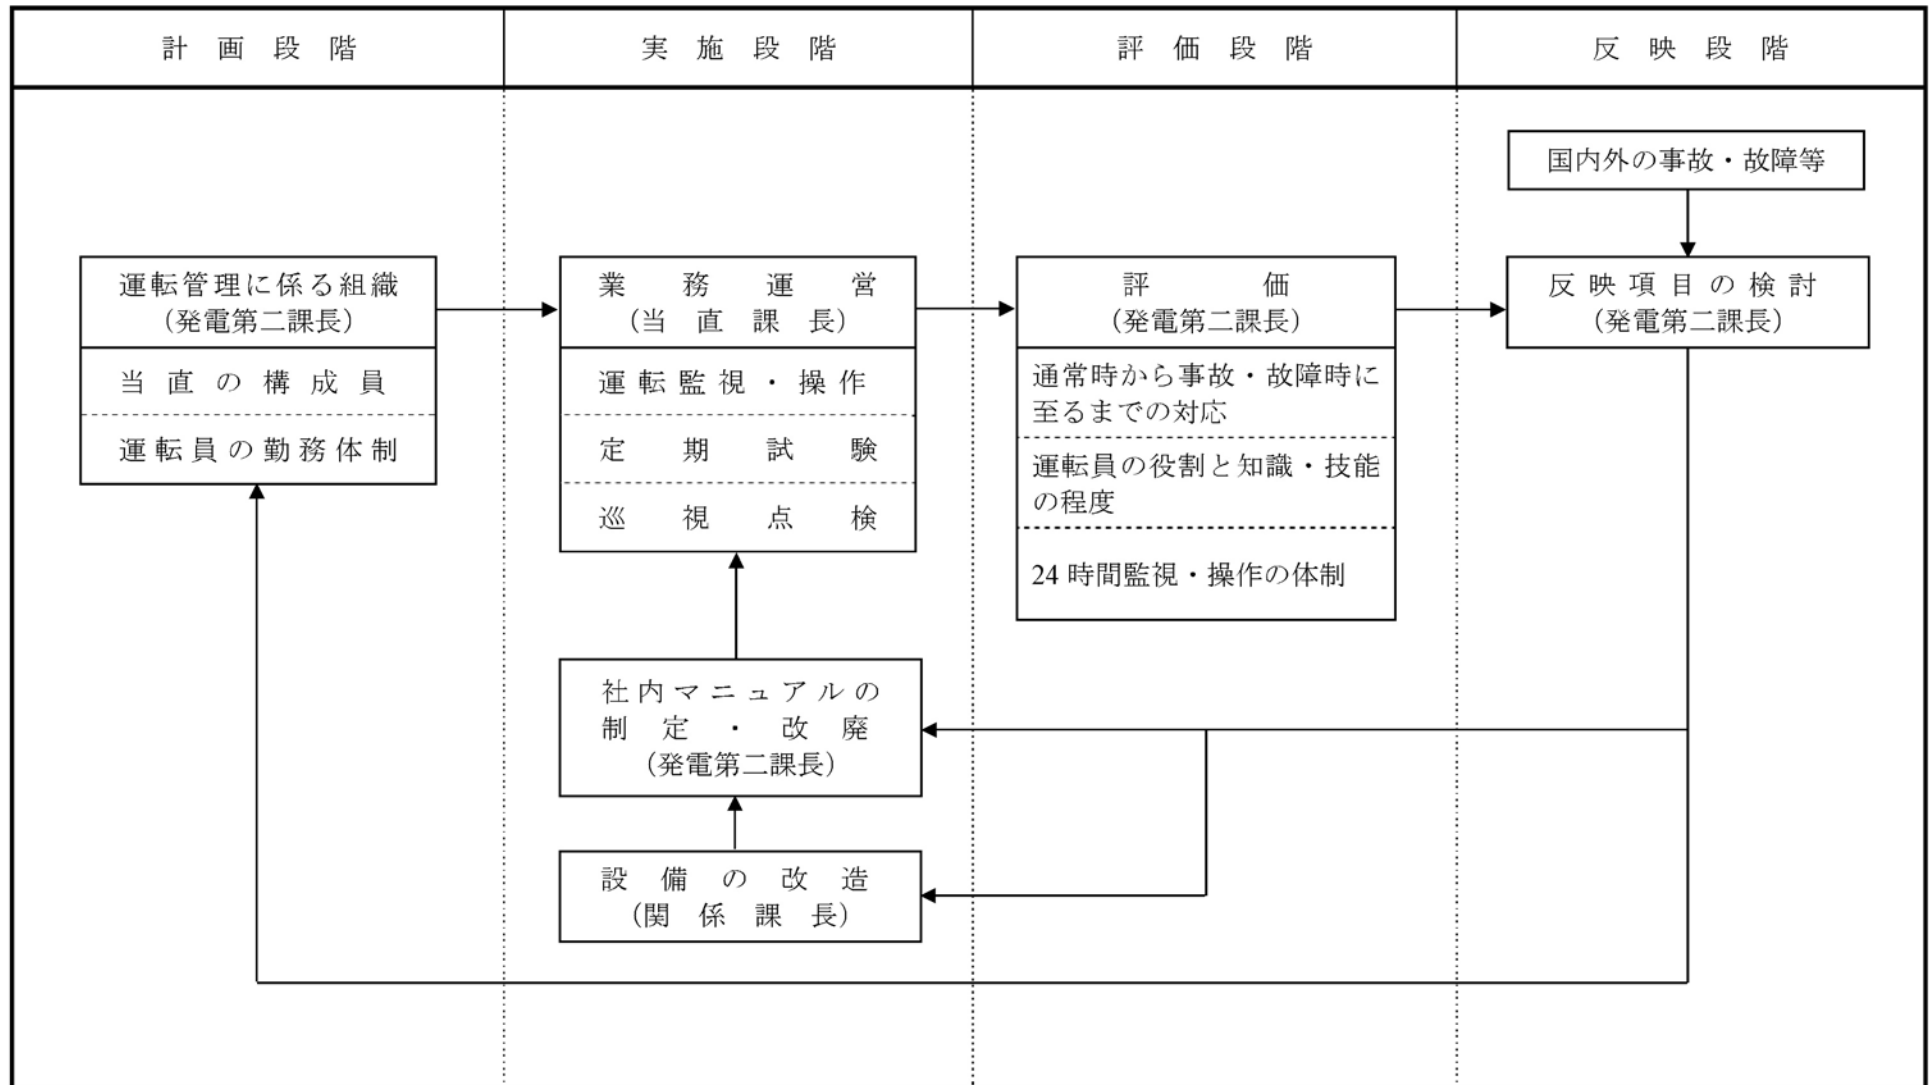 計画段階
実施段階
評価段階
反映段階
国内外の事故・故障等
運転管理に係る組織
（発電第二課長）
当直の構成員
運転員の勤務体制
業務運営
（当直課長）
運転監視・操作
定期試験
巡視点検
評価
（発電第二課長）
通常時から事故・故障時に
至るまでの対応
運転員の役割と知識・技能
の程度
24時間監視・操作の体制
反映項目の検討
（発電第二課長）
社内マニュアルの
制定・改廃
（発電第二課長）
設備の改造
（関係課長）